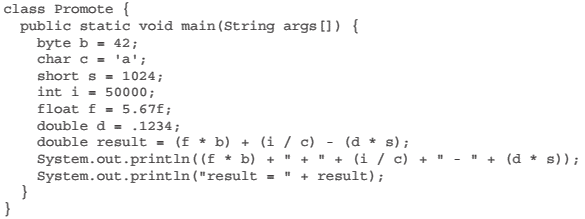 class Promote {
  public static void main(String args[]) {
    byte b = 42;
    char c = 'a';
    short s = 1024;
    int i = 50000;
    float f = 5.67f;
    double d = .1234;
    double result = (f * b) + (i / c) - (d * s);
    System.out.println((f * b) + " + " + (i / c) + " - " + (d * s));
    System.out.println("result = " + result);
  }
}